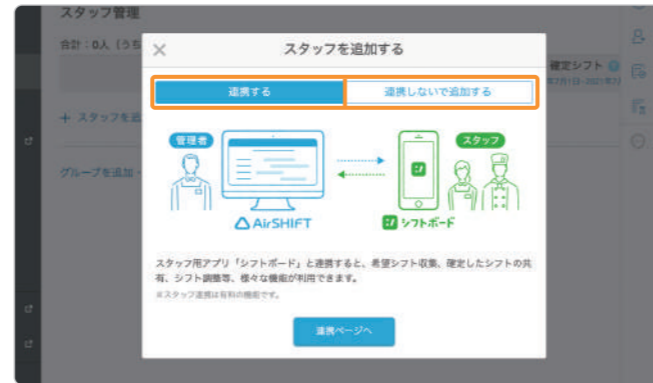 スタッフ管理
合計:0人(うち
スタッフを追加する
確定シフト
連携する
連携しないで追加する
+ スタッフを追
グループを追加・
管理者
スタッフ
AirSHIFT
シフトボード
スタッフ用アプリ「シフトボード」と連携すると、希望シフト収集、確定したシフトの共
有、シフト調整等、様々な機能が利用できます。
※スタッフ連携は有料の機能です。
連携ページへ